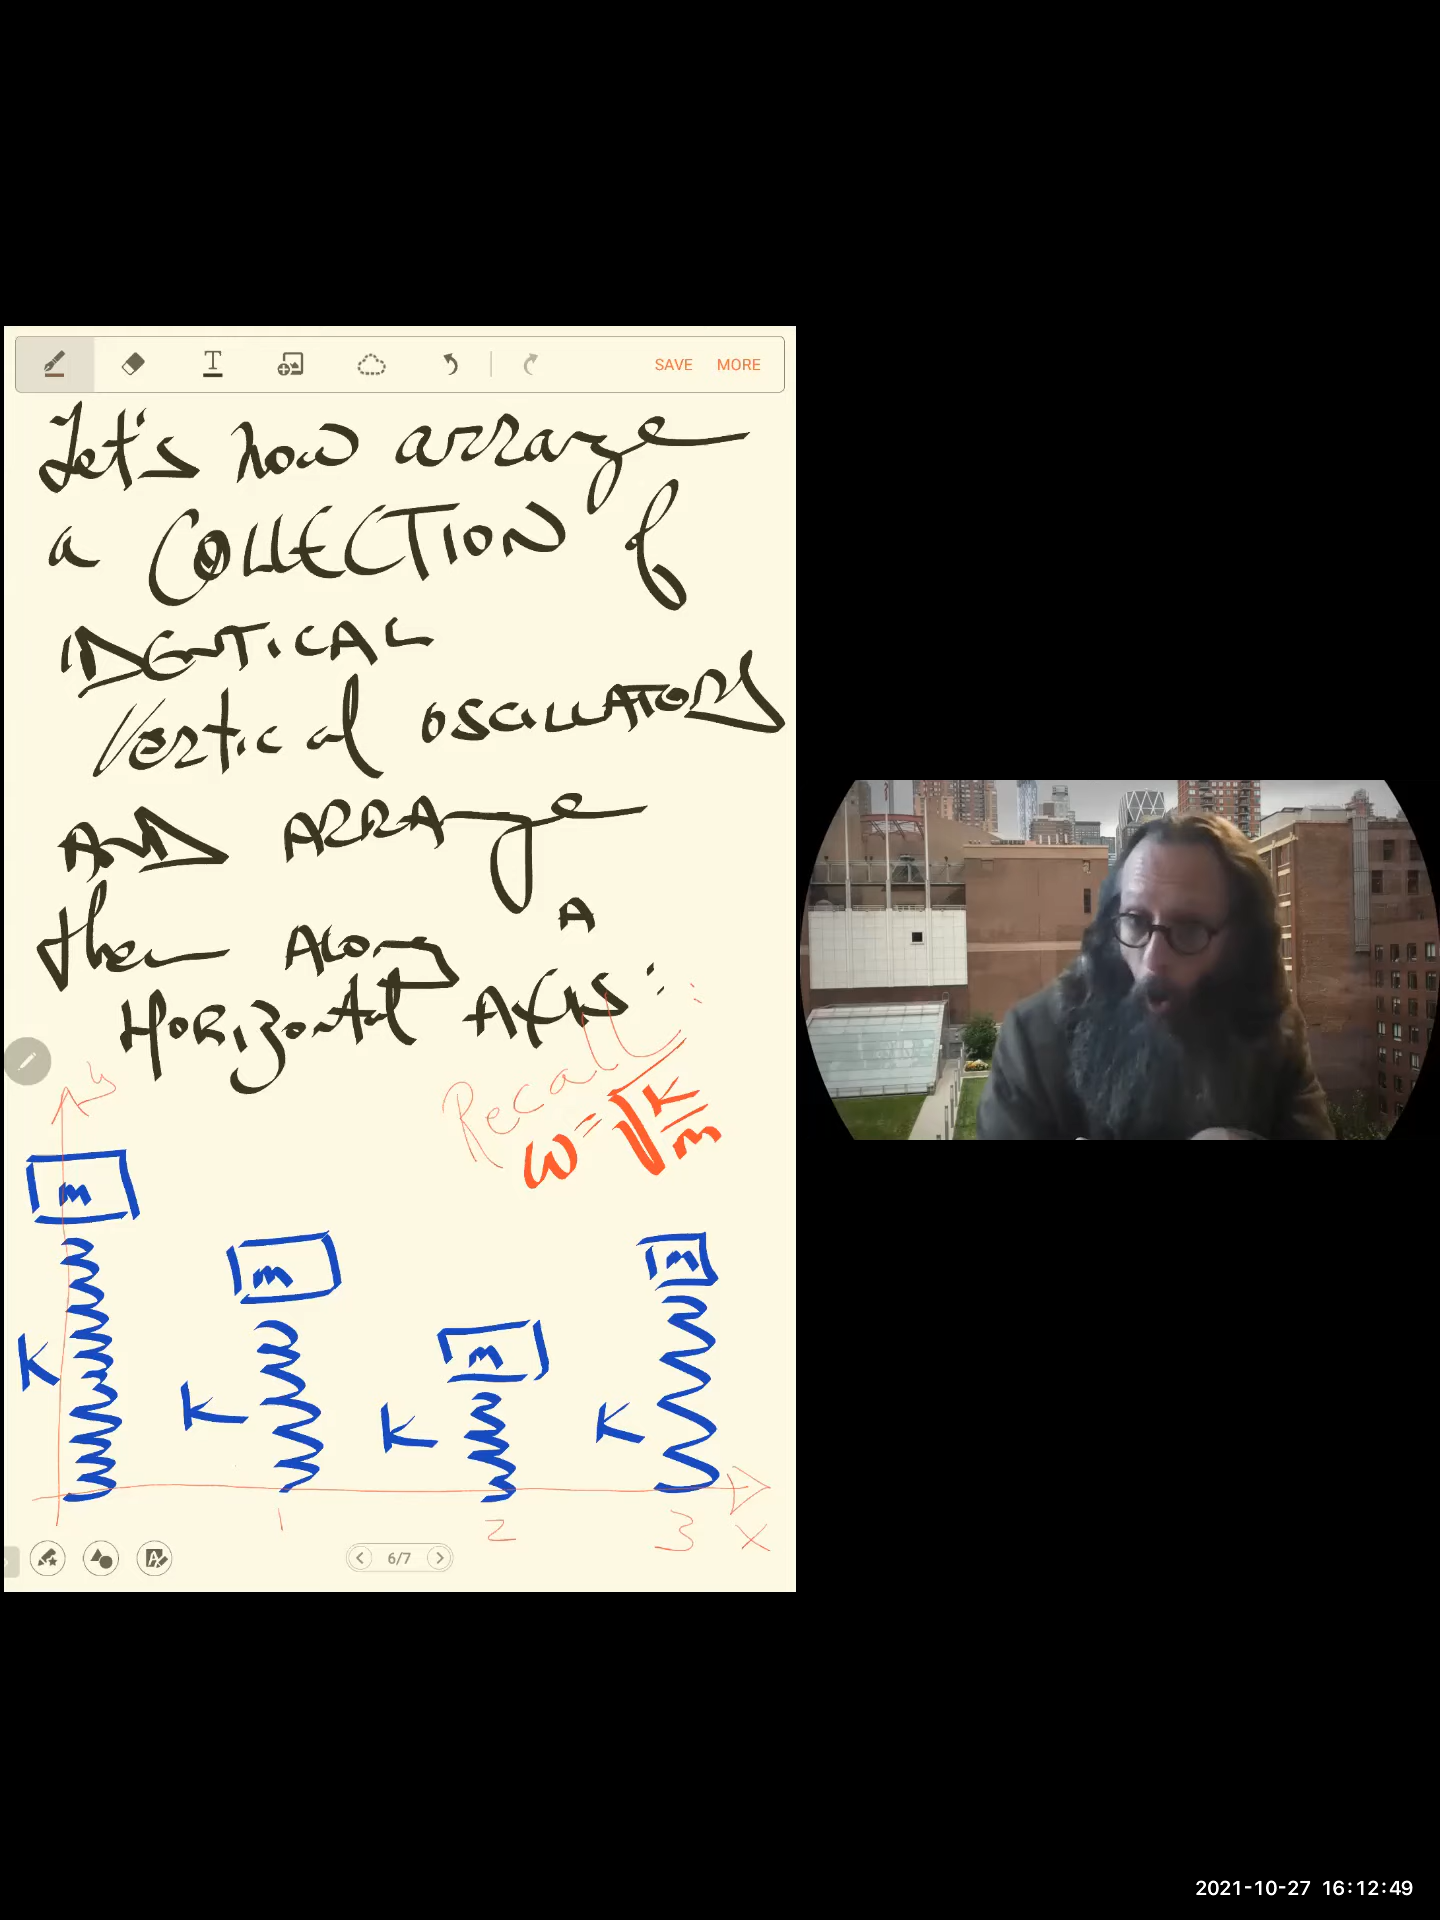 SAVE MORE
Let's now arrange
a COLLECTION of
IDENTICAL
Vertical OSCILLATORY
AND ARRAnge
them Along A
HORIZontal AXIS:
Recall:
ω = √K/m
y
m
m
m
m
K
K
K
K
1 2 3 x
6/7
2021-10-27 16:12:49